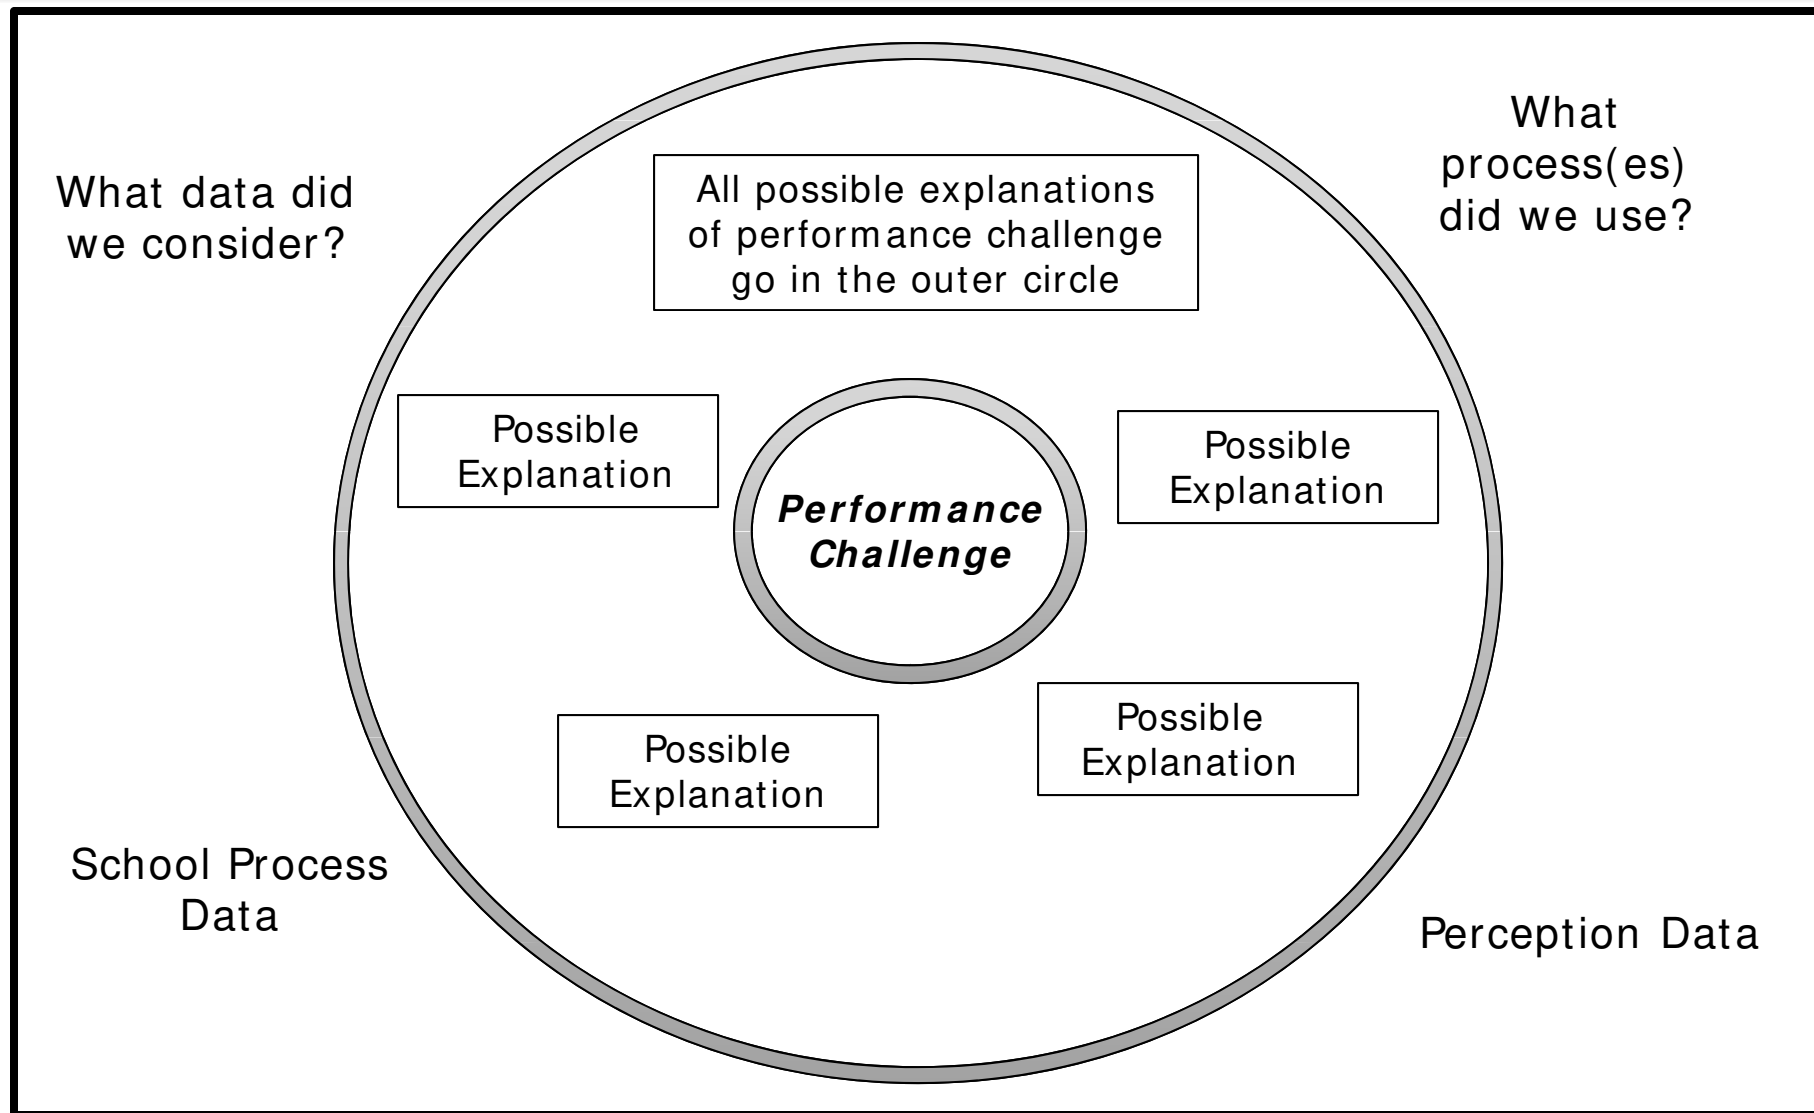 What data did
we consider?
What
process(es)
did we use?
All possible explanations
of performance challenge
go in the outer circle
Possible
Explanation
Possible
Explanation
Performance
Challenge
Possible
Explanation
Possible
Explanation
School Process
Data
Perception Data